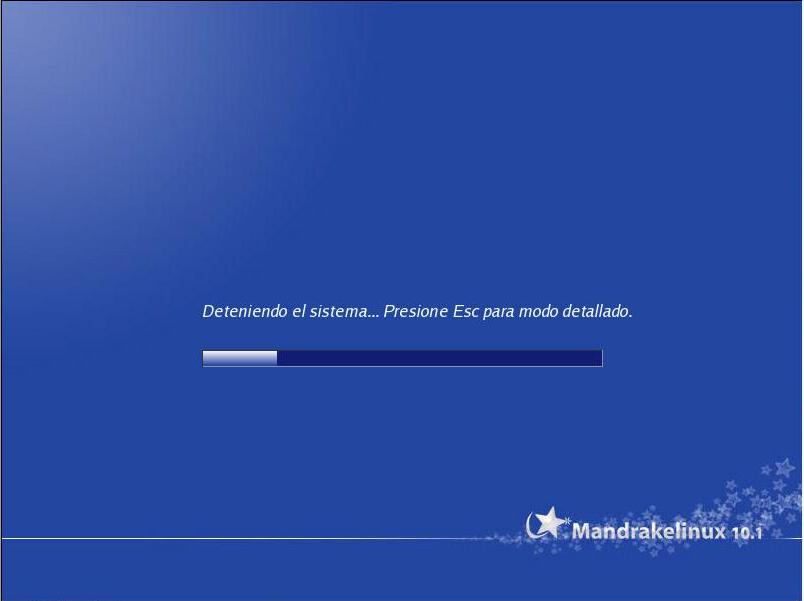 Deteniendo el sistema... Presione Esc para modo detallado.
Mandrakelinux 10.1